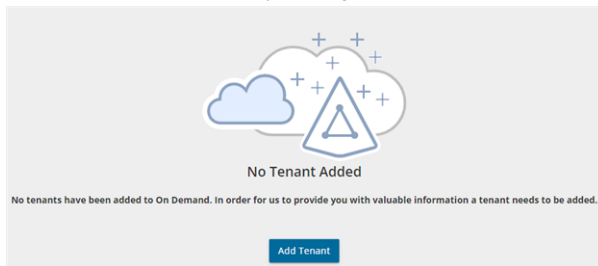 No Tenant Added
No tenants have been added to On Demand. In order for us to provide you with valuable information a tenant needs to be added.
Add Tenant